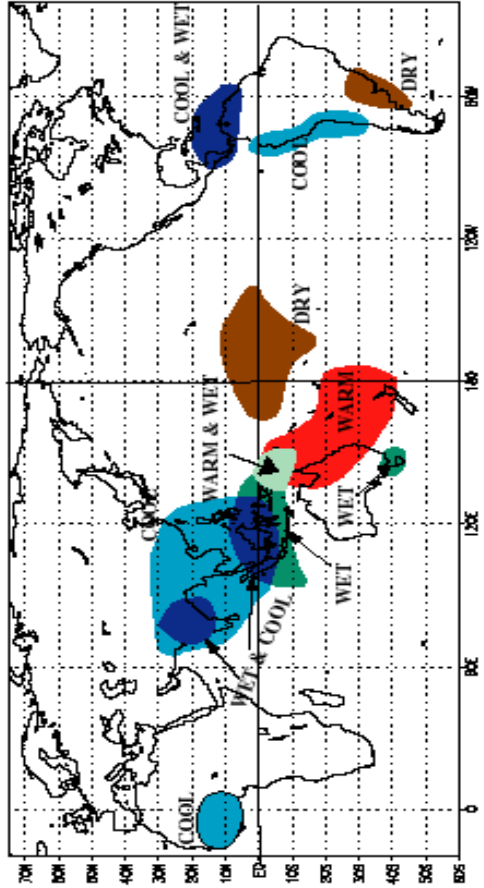 COOL & WET
DRY
COOL
DRY
WARM & WET
WARM
COOL
WET
WET
WET & COOL
COOL
70N
60N
50N
40N
30N
20N
10N
EQ
10S
20S
30S
40S
50S
60S
0
60E
120E
180
120W
60W